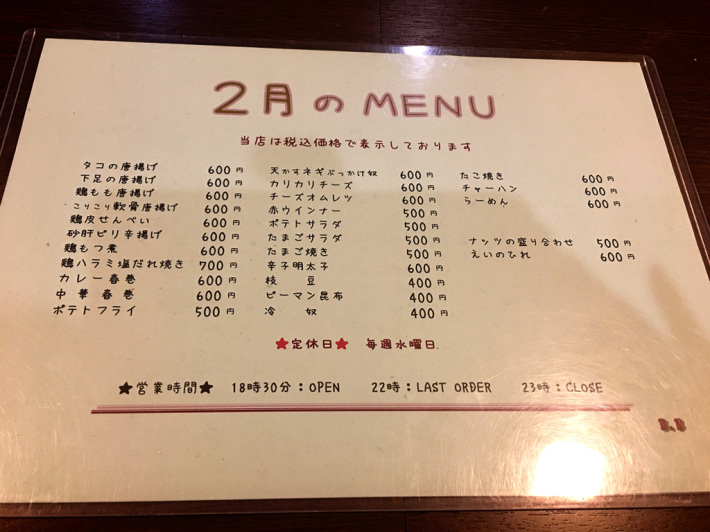 2月の MENU
当店は税込価格で表示しております
タコの唐揚げ 600円
下足の唐揚げ 600円
鶏もも唐揚げ 600円
こりこり軟骨唐揚げ 600円
鶏皮せんべい 600円
砂肝ピリ辛揚げ 600円
鶏もつ煮 600円
鶏ハラミ塩だれ焼き 700円
カレー春巻 600円
中華春巻 600円
ポテトフライ 500円
天かすネギぶっかけ奴 600円
カリカリチーズ 600円
チーズオムレツ 600円
赤ウインナー 500円
ポテトサラダ 500円
たまごサラダ 500円
たまご焼き 500円
辛子明太子 600円
枝豆 400円
ピーマン昆布 400円
冷奴 400円
たこ焼き 600円
チャーハン 600円
らーめん 600円
ナッツの盛り合わせ 500円
えいのひれ 600円
★定休日★ 毎週水曜日
★営業時間★ 18時30分：OPEN 22時：LAST ORDER 23時：CLOSE
B.B